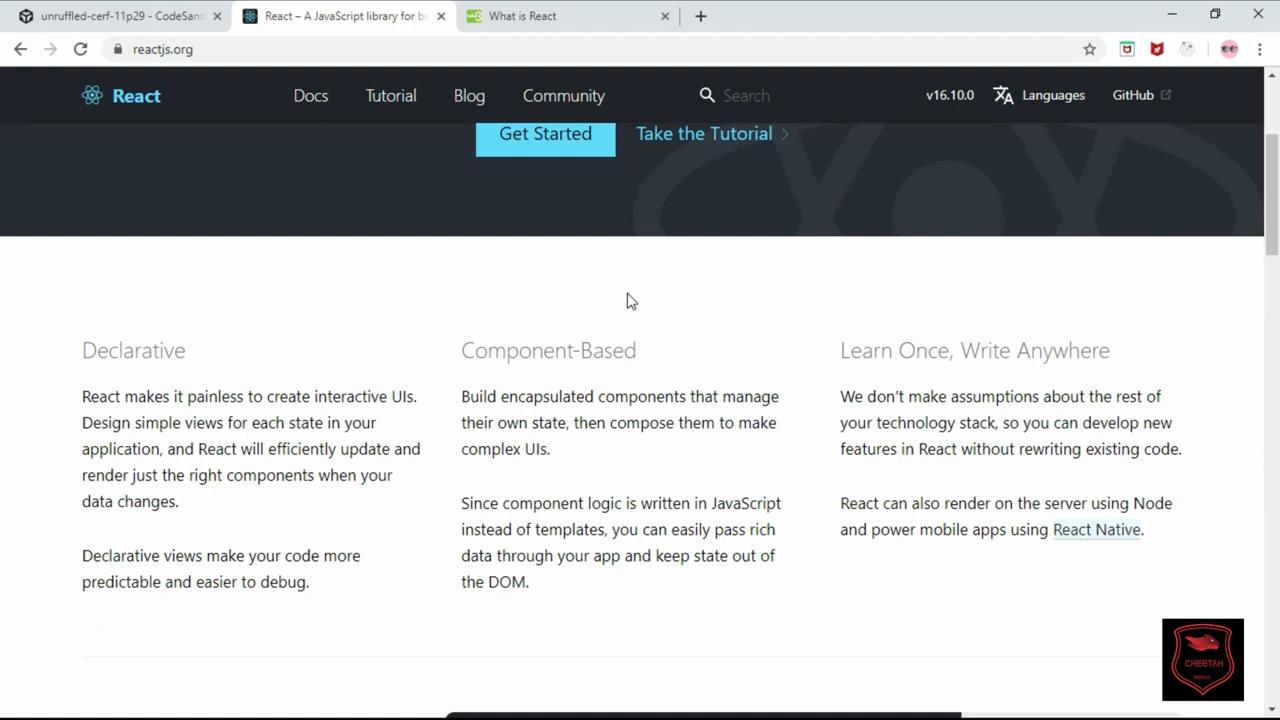 unruffled-cerf-11p29 - CodeSand
React – A JavaScript library for bu
What is React
reactjs.org
React
Docs
Tutorial
Blog
Community
Search
v16.10.0
Languages
GitHub
Get Started
Take the Tutorial
Declarative
React makes it painless to create interactive UIs.
Design simple views for each state in your
application, and React will efficiently update and
render just the right components when your
data changes.
Declarative views make your code more
predictable and easier to debug.
Component-Based
Build encapsulated components that manage
their own state, then compose them to make
complex UIs.
Since component logic is written in JavaScript
instead of templates, you can easily pass rich
data through your app and keep state out of
the DOM.
Learn Once, Write Anywhere
We don’t make assumptions about the rest of
your technology stack, so you can develop new
features in React without rewriting existing code.
React can also render on the server using Node
and power mobile apps using React Native.
CHEETAH